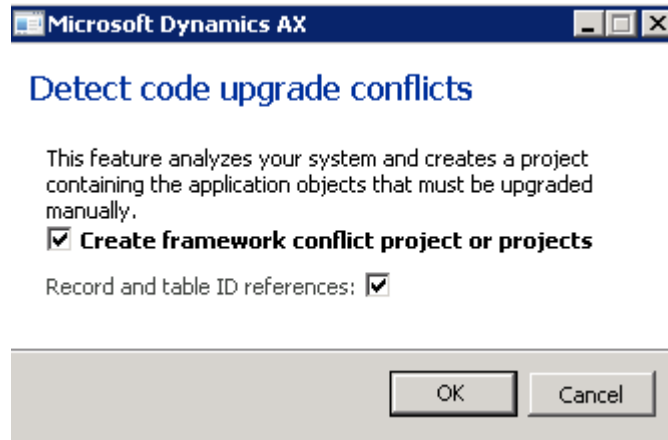 Microsoft Dynamics AX
Detect code upgrade conflicts
This feature analyzes your system and creates a project
containing the application objects that must be upgraded
manually.
Create framework conflict project or projects
Record and table ID references:
OK
Cancel